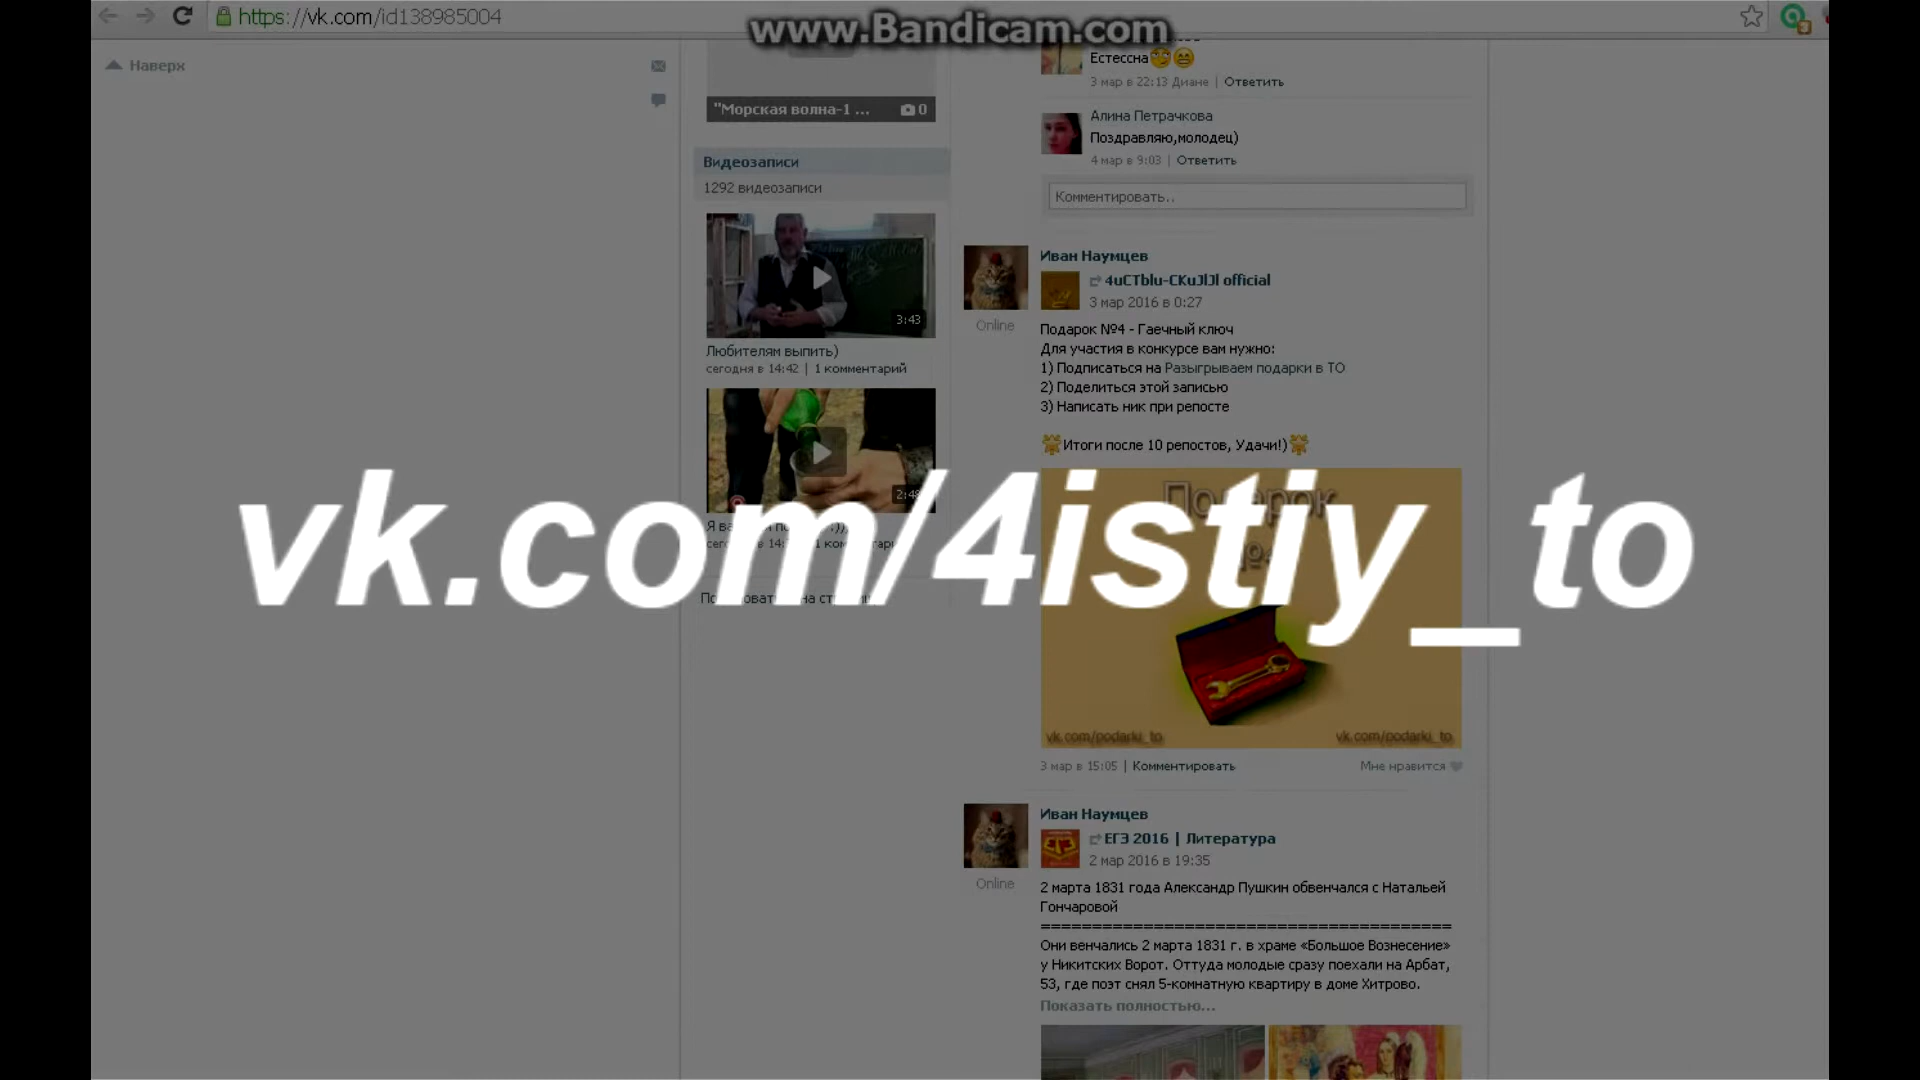 https://vk.com/id138985004
www.Bandicam.com
Наверх
"Морская волна-1 ...
0
Видеозаписи
1292 видеозаписи
3:43
Любителям выпить)
сегодня в 14:42 | 1 комментарий
2:48
Естессна
3 мар в 22:13 Диане | Ответить
Алина Петрачкова
Поздравляю,молодец)
4 мар в 9:03 | Ответить
Комментировать..
Иван Наумцев
4uCTblu-CKuJlJl official
3 мар 2016 в 0:27
Online
Подарок №4 - Гаечный ключ
Для участия в конкурсе вам нужно:
1) Подписаться на Разыгрываем подарки в ТО
2) Поделиться этой записью
3) Написать ник при репосте
Итоги после 10 репостов, Удачи!)
Подарок
vk.com/4istiy_to
vk.com/podarki_to
vk.com/podarki_to
3 мар в 15:05 | Комментировать
Мне нравится
Иван Наумцев
ЕГЭ 2016 | Литература
2 мар 2016 в 19:35
Online
2 марта 1831 года Александр Пушкин обвенчался с Натальей
Гончаровой
========================================
Они венчались 2 марта 1831 г. в храме «Большое Вознесение»
у Никитских Ворот. Оттуда молодые сразу поехали на Арбат,
53, где поэт снял 5-комнатную квартиру в доме Хитрово.
Показать полностью...